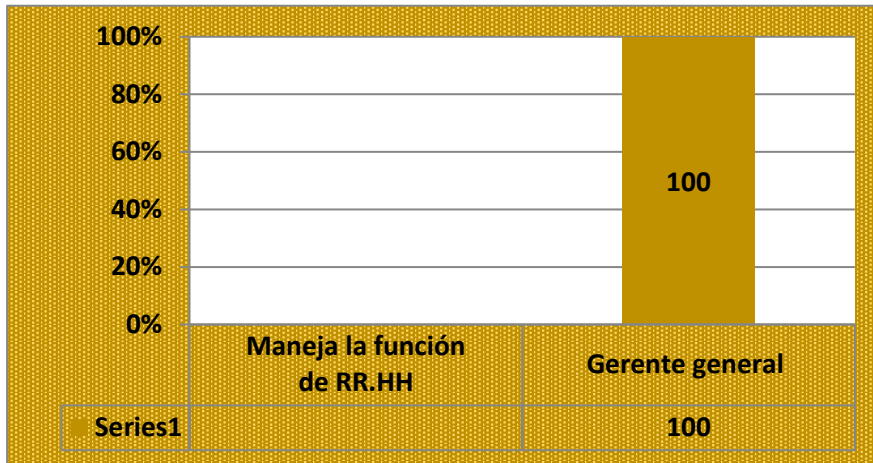 100%
80%
60%
40%
20%
0%
100
Maneja la función
de RR.HH
Gerente general
Series1
100